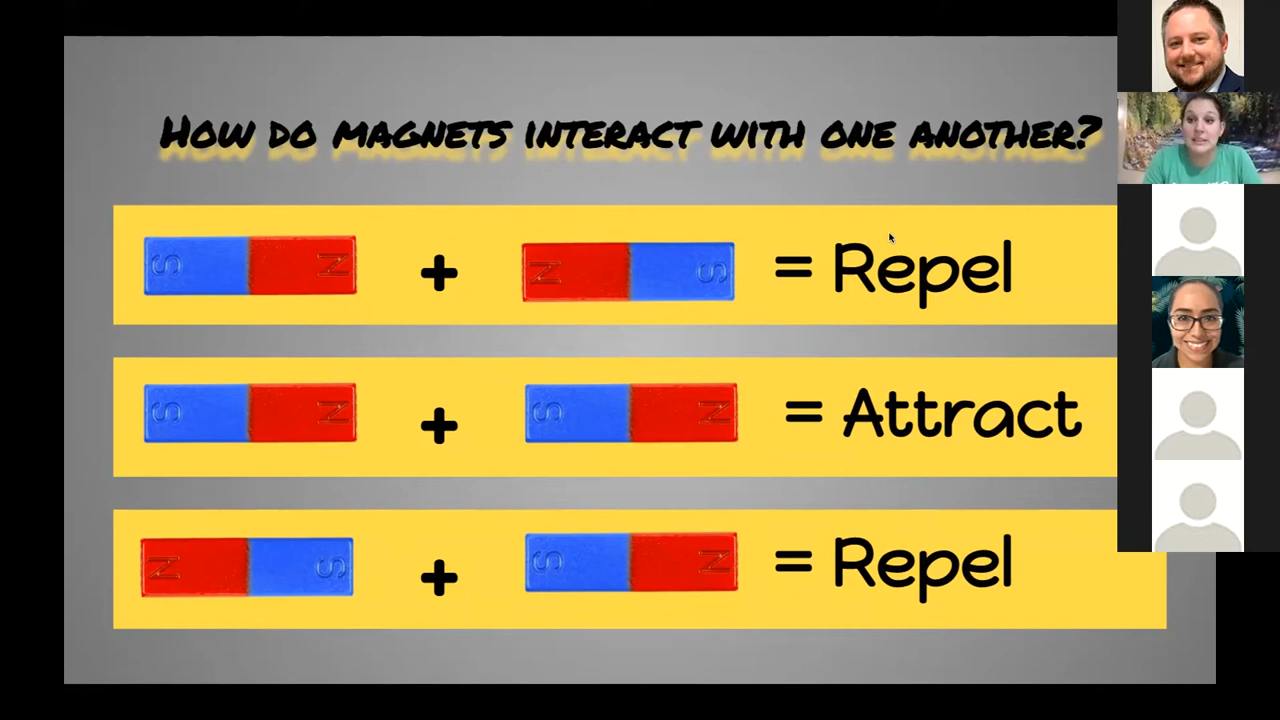 How do magnets interact with one another?
S N + N S = Repel
S N + S N = Attract
N S + S N = Repel